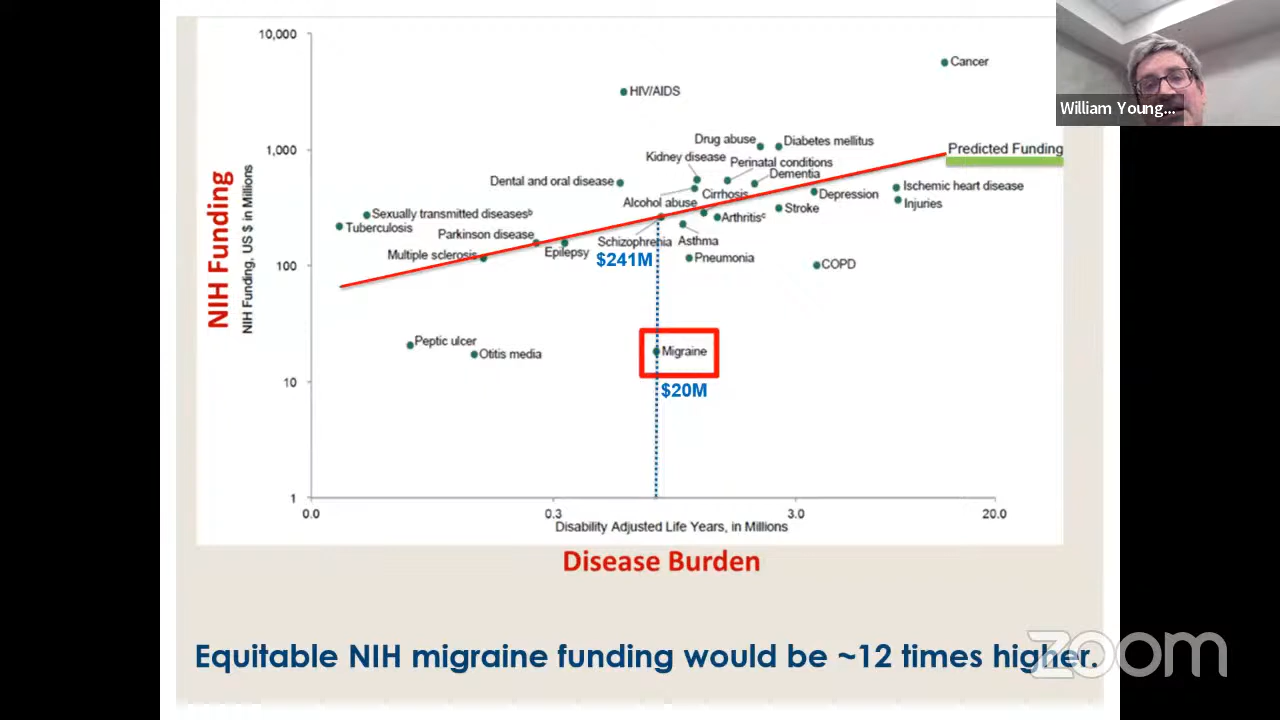 10,000
Cancer
HIV/AIDS
William Young...
Drug abuse
Diabetes mellitus
1,000
Predicted Funding
Kidney disease
Perinatal conditions
Dementia
Dental and oral disease
Cirrhosis
Depression
Ischemic heart disease
Alcohol abuse
Injuries
Sexually transmitted diseasesᵇ
Arthritisᶜ
Stroke
Tuberculosis
Parkinson disease
Schizophrenia
Asthma
Multiple sclerosis
Epilepsy
$241M
Pneumonia
100
COPD
NIH Funding
NIH Funding, US $ in Millions
Peptic ulcer
Otitis media
Migraine
10
$20M
1
0.0
0.3
3.0
20.0
Disability Adjusted Life Years, in Millions
Disease Burden
Equitable NIH migraine funding would be ~12 times higher.
zoom